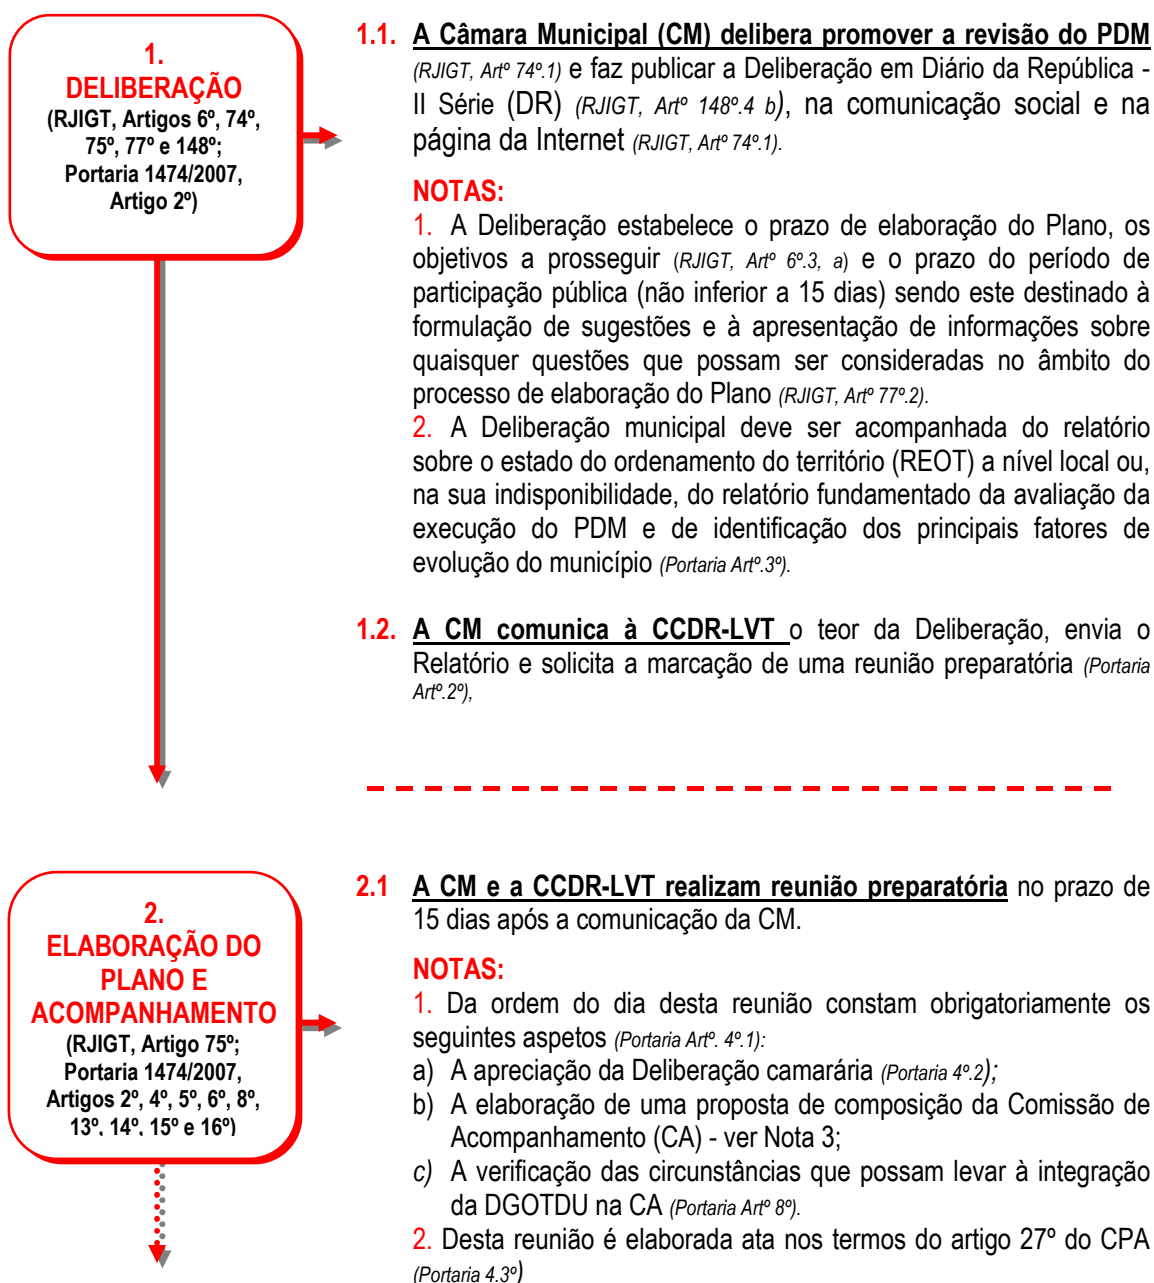 1.
DELIBERAÇÃO
(RJIGT, Artigos 6º, 74º,
75º, 77º e 148º;
Portaria 1474/2007,
Artigo 2º)
1.1. A Câmara Municipal (CM) delibera promover a revisão do PDM
(RJIGT, Artº 74º.1) e faz publicar a Deliberação em Diário da República -
II Série (DR) (RJIGT, Artº 148º.4 b), na comunicação social e na
página da Internet (RJIGT, Artº 74º.1).
NOTAS:
1. A Deliberação estabelece o prazo de elaboração do Plano, os
objetivos a prosseguir (RJIGT, Artº 6º.3, a) e o prazo do período de
participação pública (não inferior a 15 dias) sendo este destinado à
formulação de sugestões e à apresentação de informações sobre
quaisquer questões que possam ser consideradas no âmbito do
processo de elaboração do Plano (RJIGT, Artº 77º.2).
2. A Deliberação municipal deve ser acompanhada do relatório
sobre o estado do ordenamento do território (REOT) a nível local ou,
na sua indisponibilidade, do relatório fundamentado da avaliação da
execução do PDM e de identificação dos principais fatores de
evolução do município (Portaria Artº.3º).
1.2. A CM comunica à CCDR-LVT o teor da Deliberação, envia o
Relatório e solicita a marcação de uma reunião preparatória (Portaria
Artº.2º),
2.
ELABORAÇÃO DO
PLANO E
ACOMPANHAMENTO
(RJIGT, Artigo 75º;
Portaria 1474/2007,
Artigos 2º, 4º, 5º, 6º, 8º,
13º, 14º, 15º e 16º)
2.1 A CM e a CCDR-LVT realizam reunião preparatória no prazo de
15 dias após a comunicação da CM.
NOTAS:
1. Da ordem do dia desta reunião constam obrigatoriamente os
seguintes aspetos (Portaria Artº. 4º.1):
a) A apreciação da Deliberação camarária (Portaria 4º.2);
b) A elaboração de uma proposta de composição da Comissão de
Acompanhamento (CA) - ver Nota 3;
c) A verificação das circunstâncias que possam levar à integração
da DGOTDU na CA (Portaria Artº 8º).
2. Desta reunião é elaborada ata nos termos do artigo 27º do CPA
(Portaria 4.3º)